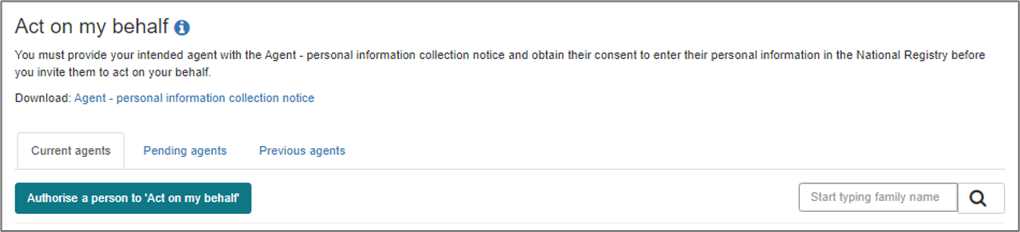 Act on my behalf
You must provide your intended agent with the Agent - personal information collection notice and obtain their consent to enter their personal information in the National Registry before
you invite them to act on your behalf.
Download: Agent - personal information collection notice
Current agents Pending agents Previous agents
Authorise a person to 'Act on my behalf' Start typing family name